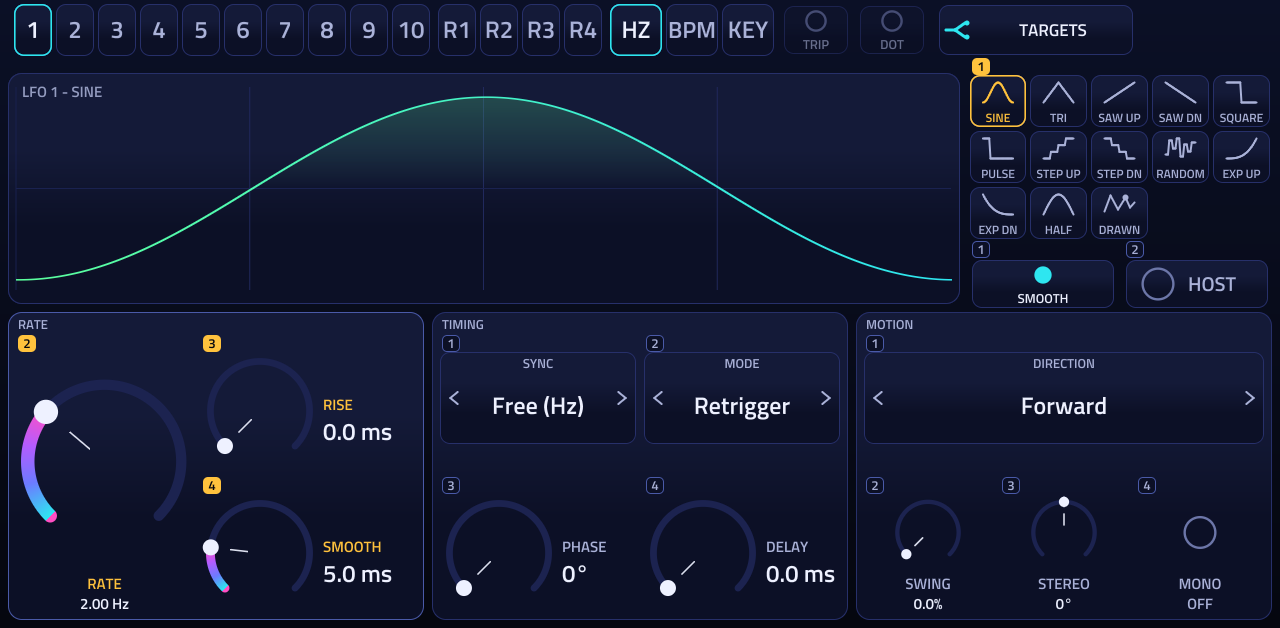 1 2 3 4 5 6 7 8 9 10 R1 R2 R3 R4 HZ BPM KEY TRIP DOT TARGETS
LFO 1 - SINE
1
SINE TRI SAW UP SAW DN SQUARE
PULSE STEP UP STEP DN RANDOM EXP UP
EXP DN HALF DRAWN
1 2
SMOOTH HOST
RATE
2 3
RISE
0.0 ms
4
SMOOTH
5.0 ms
RATE
2.00 Hz
TIMING
1 2
SYNC MODE
Free (Hz) Retrigger
3 4
PHASE DELAY
0° 0.0 ms
MOTION
1
DIRECTION
Forward
2 3 4
SWING STEREO MONO
0.0% 0° OFF